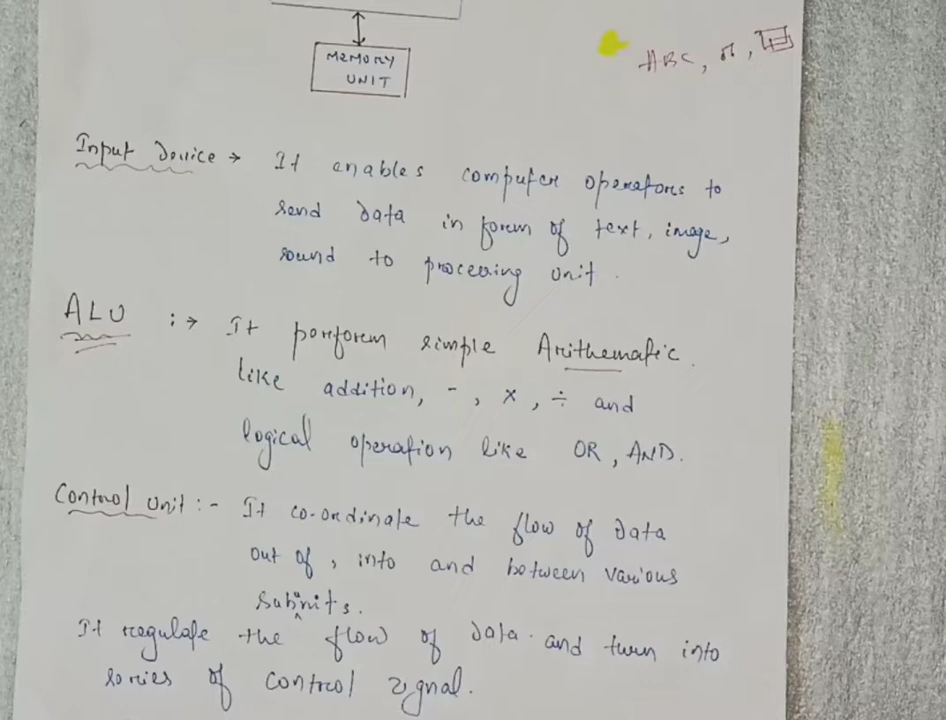 MEMORY
UNIT
ABC, n,
Input Device → It enables computer operators to
send data in form of text, image,
sound to processing unit.
ALU :→ It perform simple Arithematic.
like addition, -, ×, ÷ and
logical operation like OR, AND.
Control Unit :- It co-ordinate the flow of data
out of, into and between various
subunits.
It regulate the flow of data. and turn into
series of control signal.